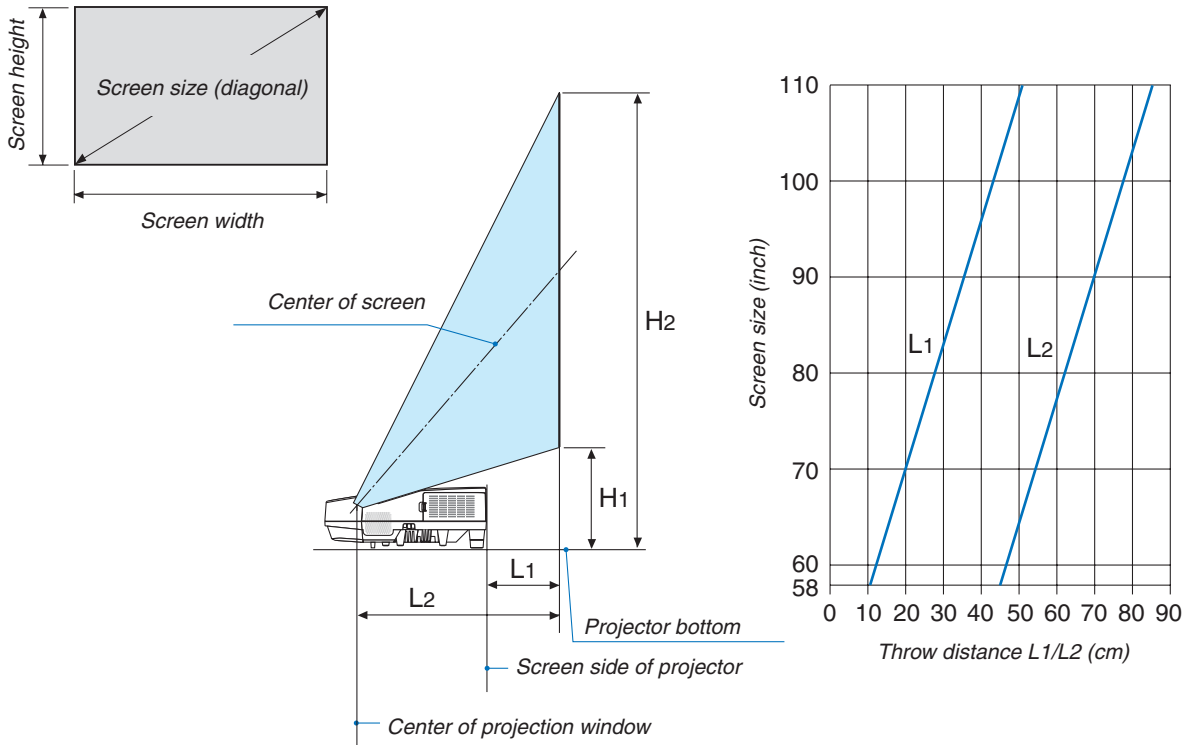 Screen height
Screen size (diagonal)
Screen width
Center of screen
H2
H1
L1
L2
Projector bottom
Screen side of projector
Center of projection window
Screen size (inch)
110
100
90
80
70
60
58
L1
L2
0 10 20 30 40 50 60 70 80 90
Throw distance L1/L2 (cm)